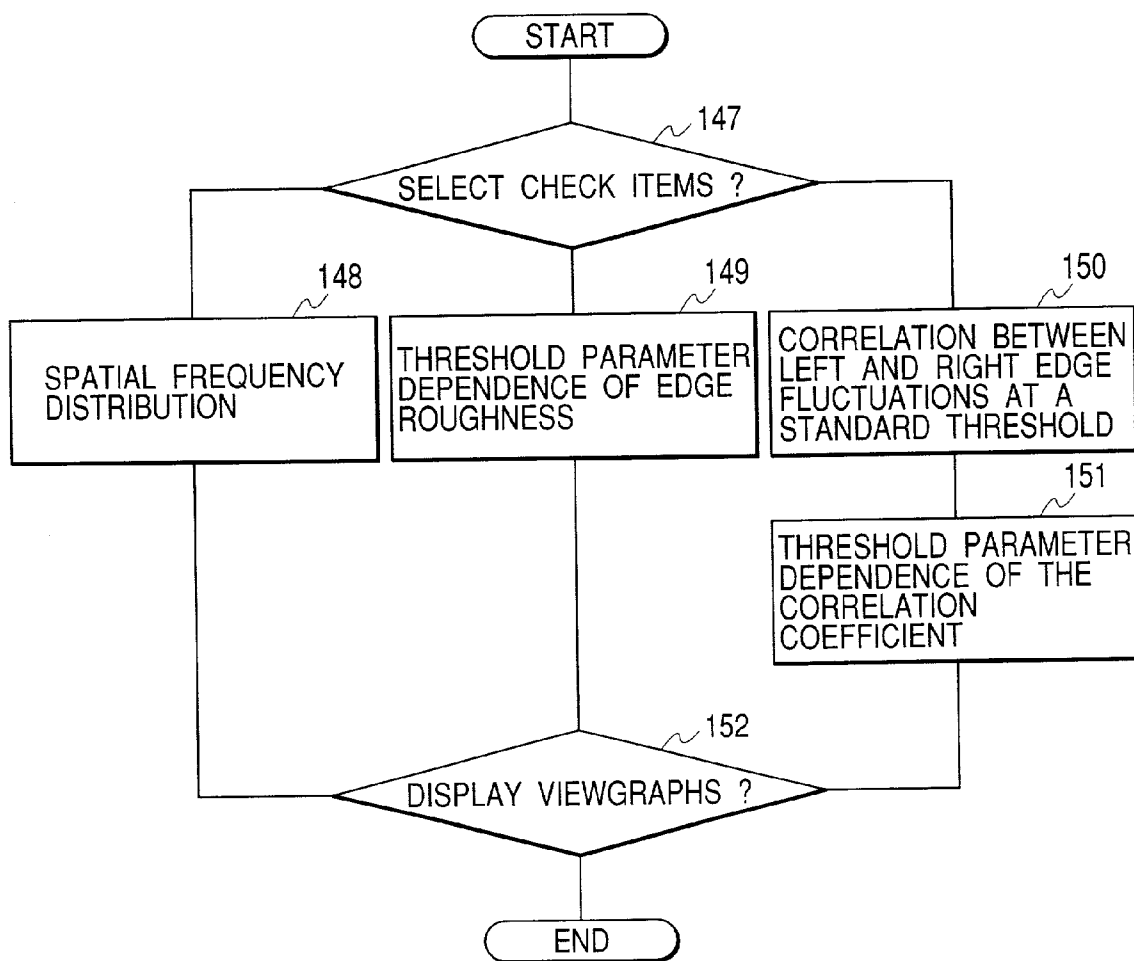 START
147
SELECT CHECK ITEMS ?
148
SPATIAL FREQUENCY
DISTRIBUTION
149
THRESHOLD PARAMETER
DEPENDENCE OF EDGE
ROUGHNESS
150
CORRELATION BETWEEN
LEFT AND RIGHT EDGE
FLUCTUATIONS AT A
STANDARD THRESHOLD
151
THRESHOLD PARAMETER
DEPENDENCE OF THE
CORRELATION
COEFFICIENT
152
DISPLAY VIEWGRAPHS ?
END